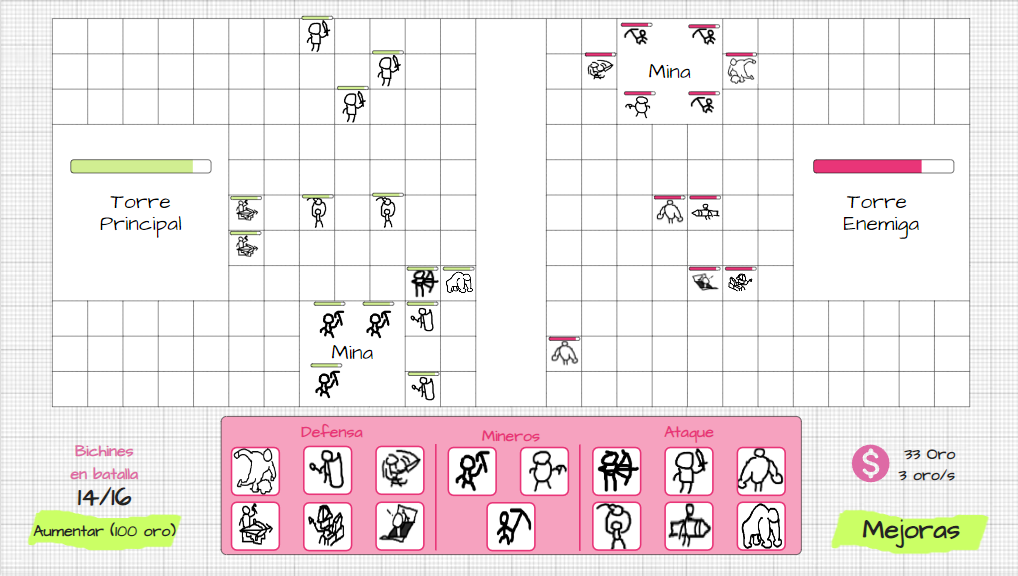 Mina
Torre
Principal
Torre
Enemiga
Mina
Bichines
en batalla
14/16
Aumentar (100 oro)
Defensa
Mineros
Ataque
$
33 Oro
3 oro/s
Mejoras